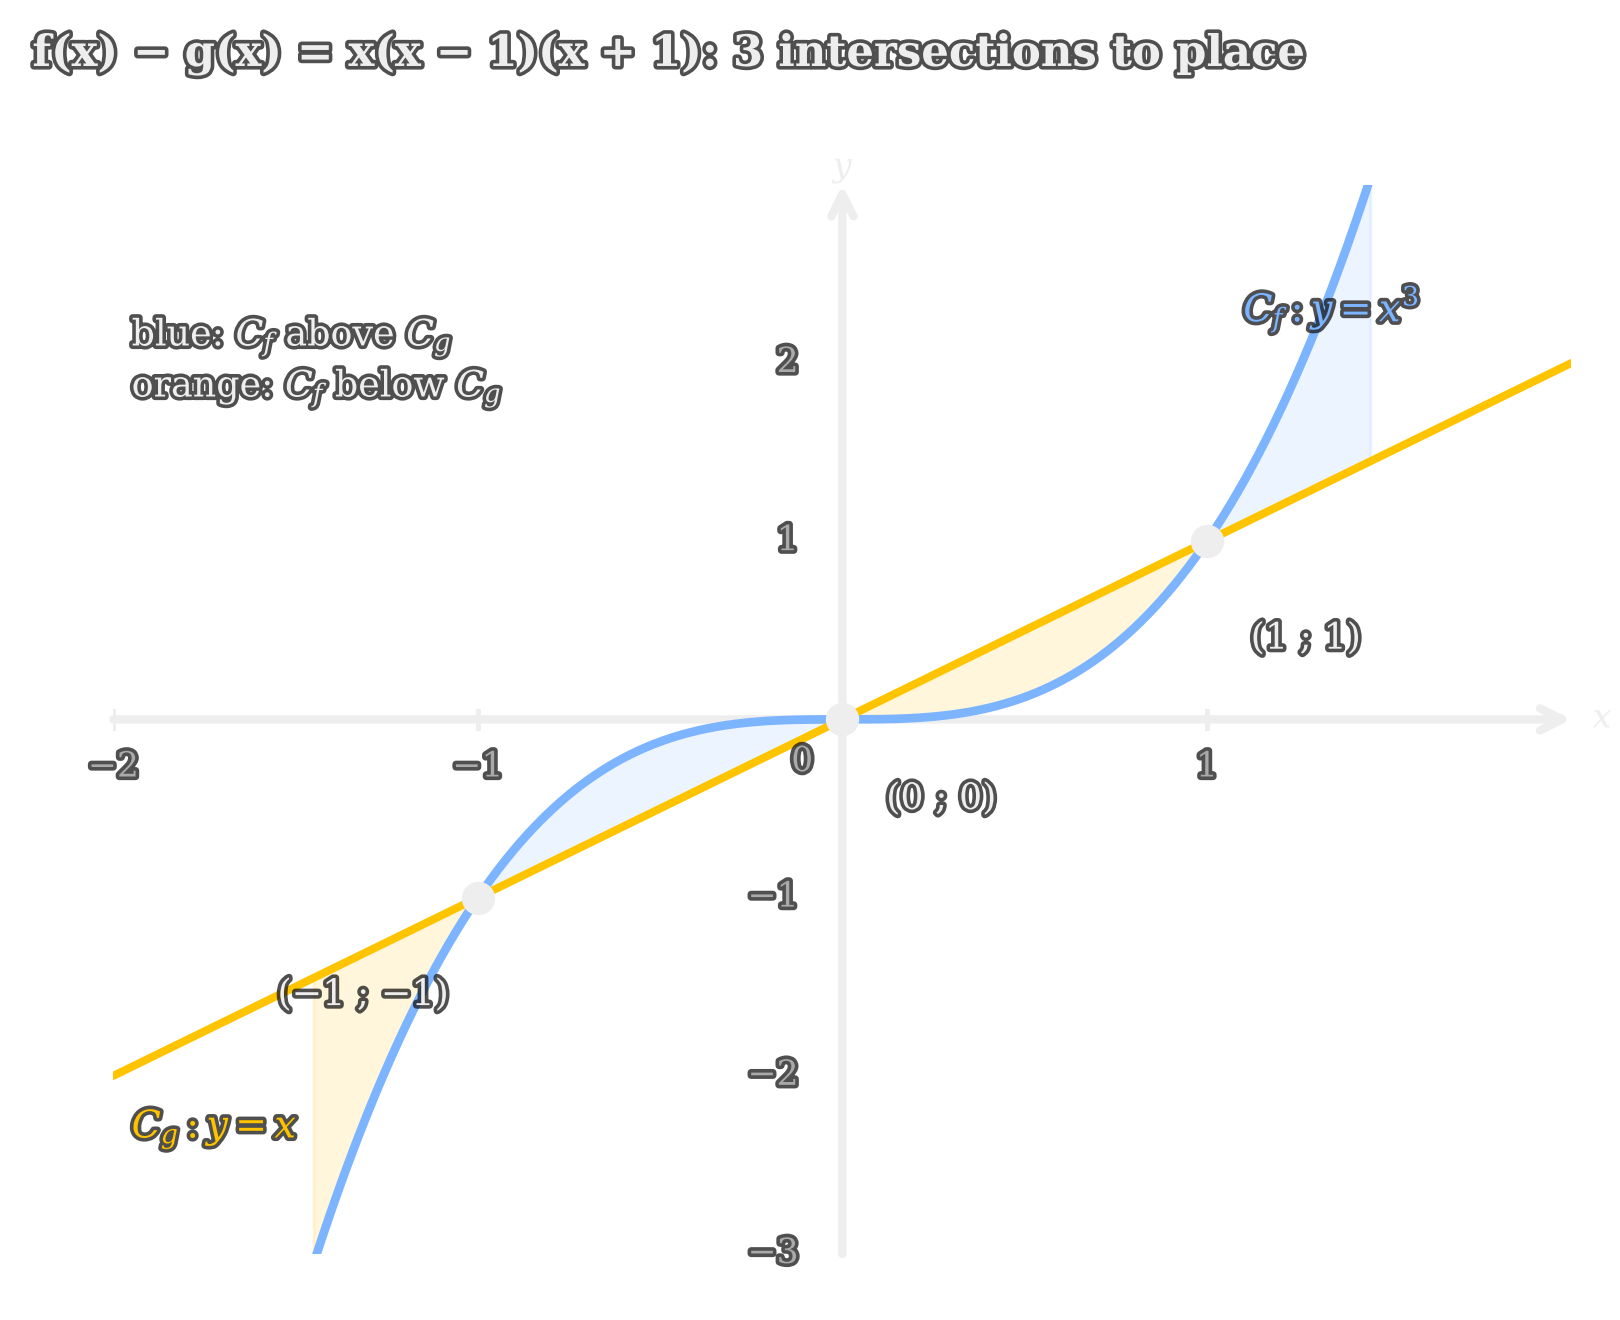 f(x) − g(x) = x(x − 1)(x + 1): 3 intersections to place
y
C_f : y = x³
blue: C_f above C_g
orange: C_f below C_g
2
1
(1 ; 1)
x
−2
−1
0
1
(0 ; 0)
−1
(−1 ; −1)
−2
C_g : y = x
−3